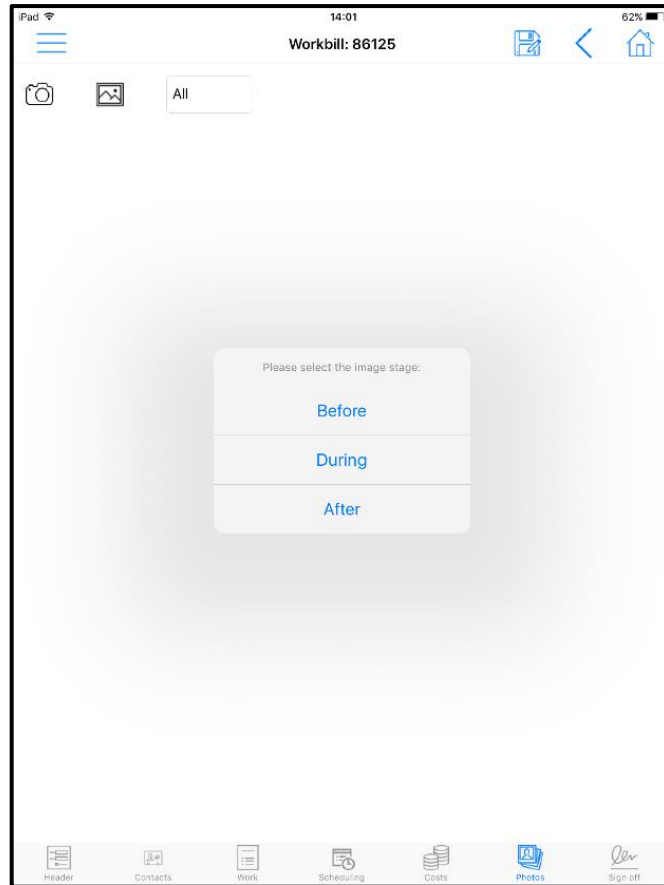 iPad 14:01 62%
Workbill: 86125
All
Please select the image stage:
Before
During
After
Header Contacts Work Scheduling Costs Photos Sign off